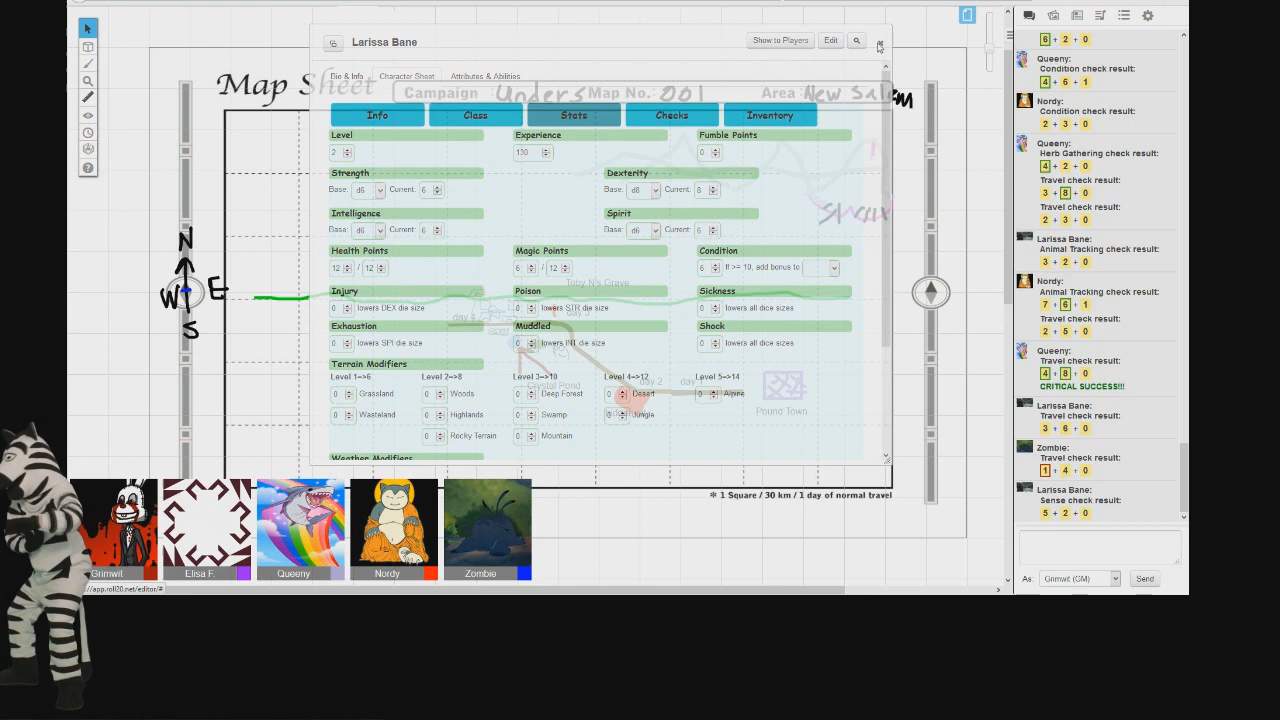 Larissa Bane
Show to Players Edit
Bio & Info Character Sheet Attributes & Abilities
Map Sheet
Campaign Unders Map No. 001 Area New Salem
Info Class Stats Checks Inventory
Level Experience Fumble Points
2 130 0
Strength Dexterity
Base: d6 Current: 6 Base: d8 Current: 8
Intelligence Spirit
Base: d6 Current: 6 Base: d6 Current: 6
Health Points Magic Points Condition
12 / 12 6 / 12 6 If >= 10, add bonus to
Toby N's Grave
Injury Poison Sickness
0 lowers DEX die size 0 lowers STR die size 0 lowers all dice sizes
Exhaustion Muddled Shock
0 lowers SPI die size 0 lowers INT die size 0 lowers all dice sizes
Terrain Modifiers
Level 1=>6 Level 2=>8 Level 3=>10 Level 4=>12 Level 5=>14
0 Grassland 0 Woods 0 Deep Forest 0 Desert 0 Alpine
0 Wasteland 0 Highlands 0 Swamp 0 Jungle
0 Rocky Terrain 0 Mountain
Weather Modifiers
day 2
Crystal Pond
Pound Town
N
W E
S
* 1 Square / 30 km / 1 day of normal travel
Grimwit Elisa F. Queeny Nordy Zombie
//app.roll20.net/editor/#
6 + 2 + 0
Queeny:
Condition check result:
4 + 6 + 1
Nordy:
Condition check result:
2 + 3 + 0
Queeny:
Herb Gathering check result:
4 + 2 + 0
Travel check result:
3 + 8 + 0
Travel check result:
2 + 3 + 0
Larissa Bane:
Animal Tracking check result:
3 + 2 + 0
Nordy:
Animal Tracking check result:
7 + 6 + 1
2 + 5 + 0
Queeny:
Travel check result:
4 + 8 + 0
CRITICAL SUCCESS!!!
Larissa Bane:
Travel check result:
3 + 6 + 0
Zombie:
Travel check result:
1 + 4 + 0
Larissa Bane:
Sense check result:
5 + 2 + 0
As: Grimwit (GM) Send